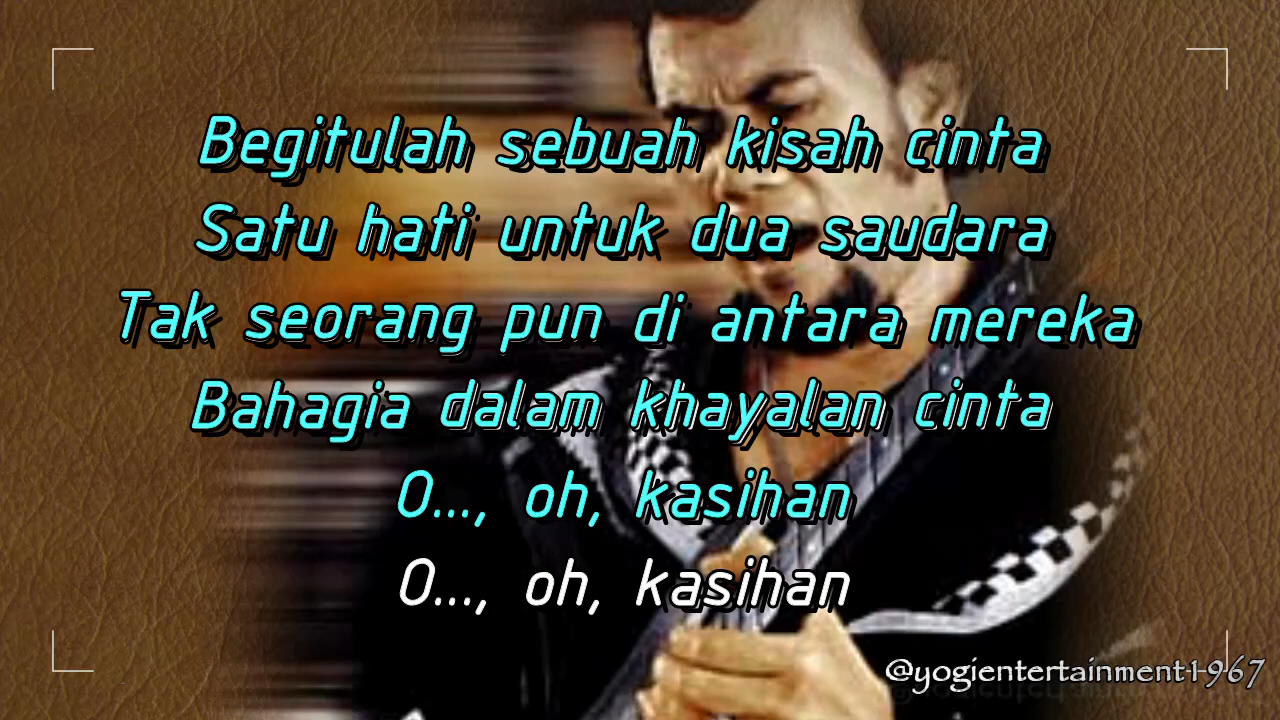 Begitulah sebuah kisah cinta
Satu hati untuk dua saudara
Tak seorang pun di antara mereka
Bahagia dalam khayalan cinta
O..., oh, kasihan
O..., oh, kasihan
@yogientertainment1967